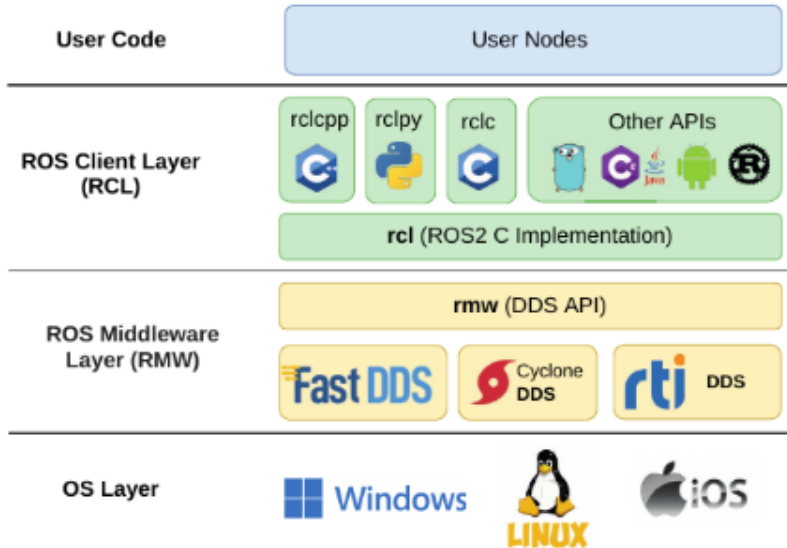 User Code
User Nodes
ROS Client Layer
(RCL)
rclcpp
rclpy
rclc
Other APIs
C++
C
C#
Java
R
rcl (ROS2 C Implementation)
ROS Middleware
Layer (RMW)
rmw (DDS API)
Fast DDS
Cyclone
DDS
rti
DDS
OS Layer
Windows
LINUX
iOS